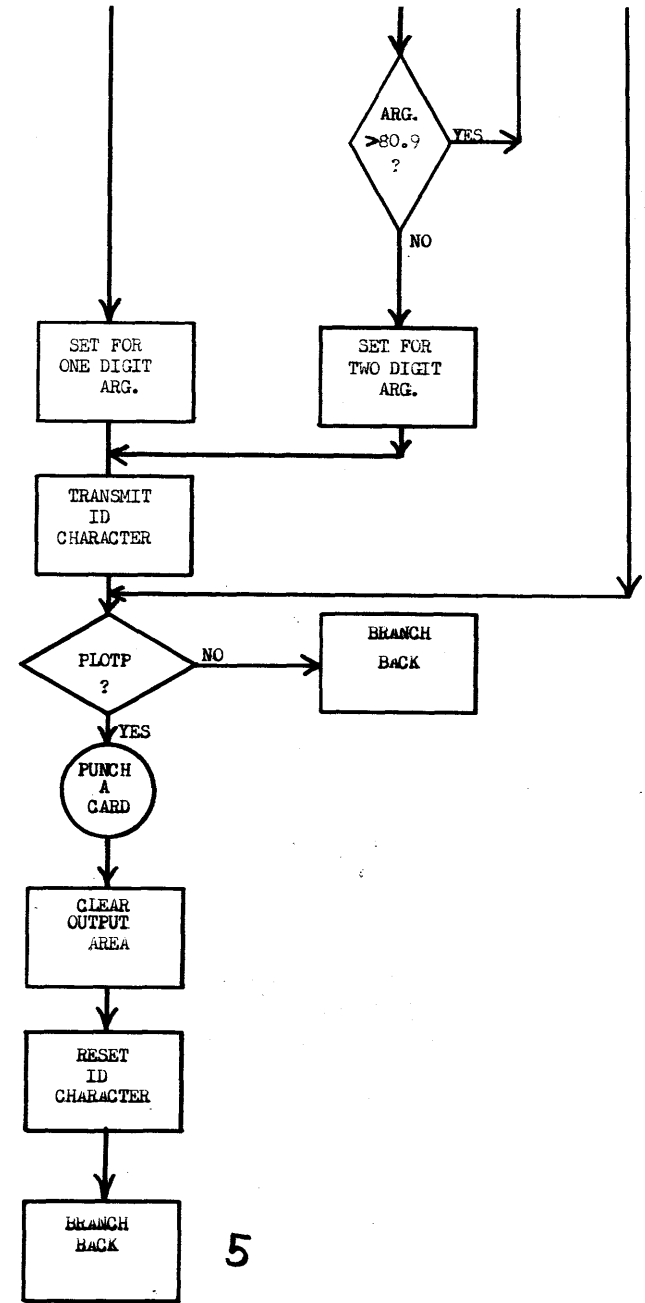 ARG.
>80.9
?
YES
NO
SET FOR
ONE DIGIT
ARG.
SET FOR
TWO DIGIT
ARG.
TRANSMIT
ID
CHARACTER
PLOTP
?
NO
BRANCH
BACK
YES
PUNCH
A
CARD
CLEAR
OUTPUT
AREA
RESET
ID
CHARACTER
BRANCH
BACK
5